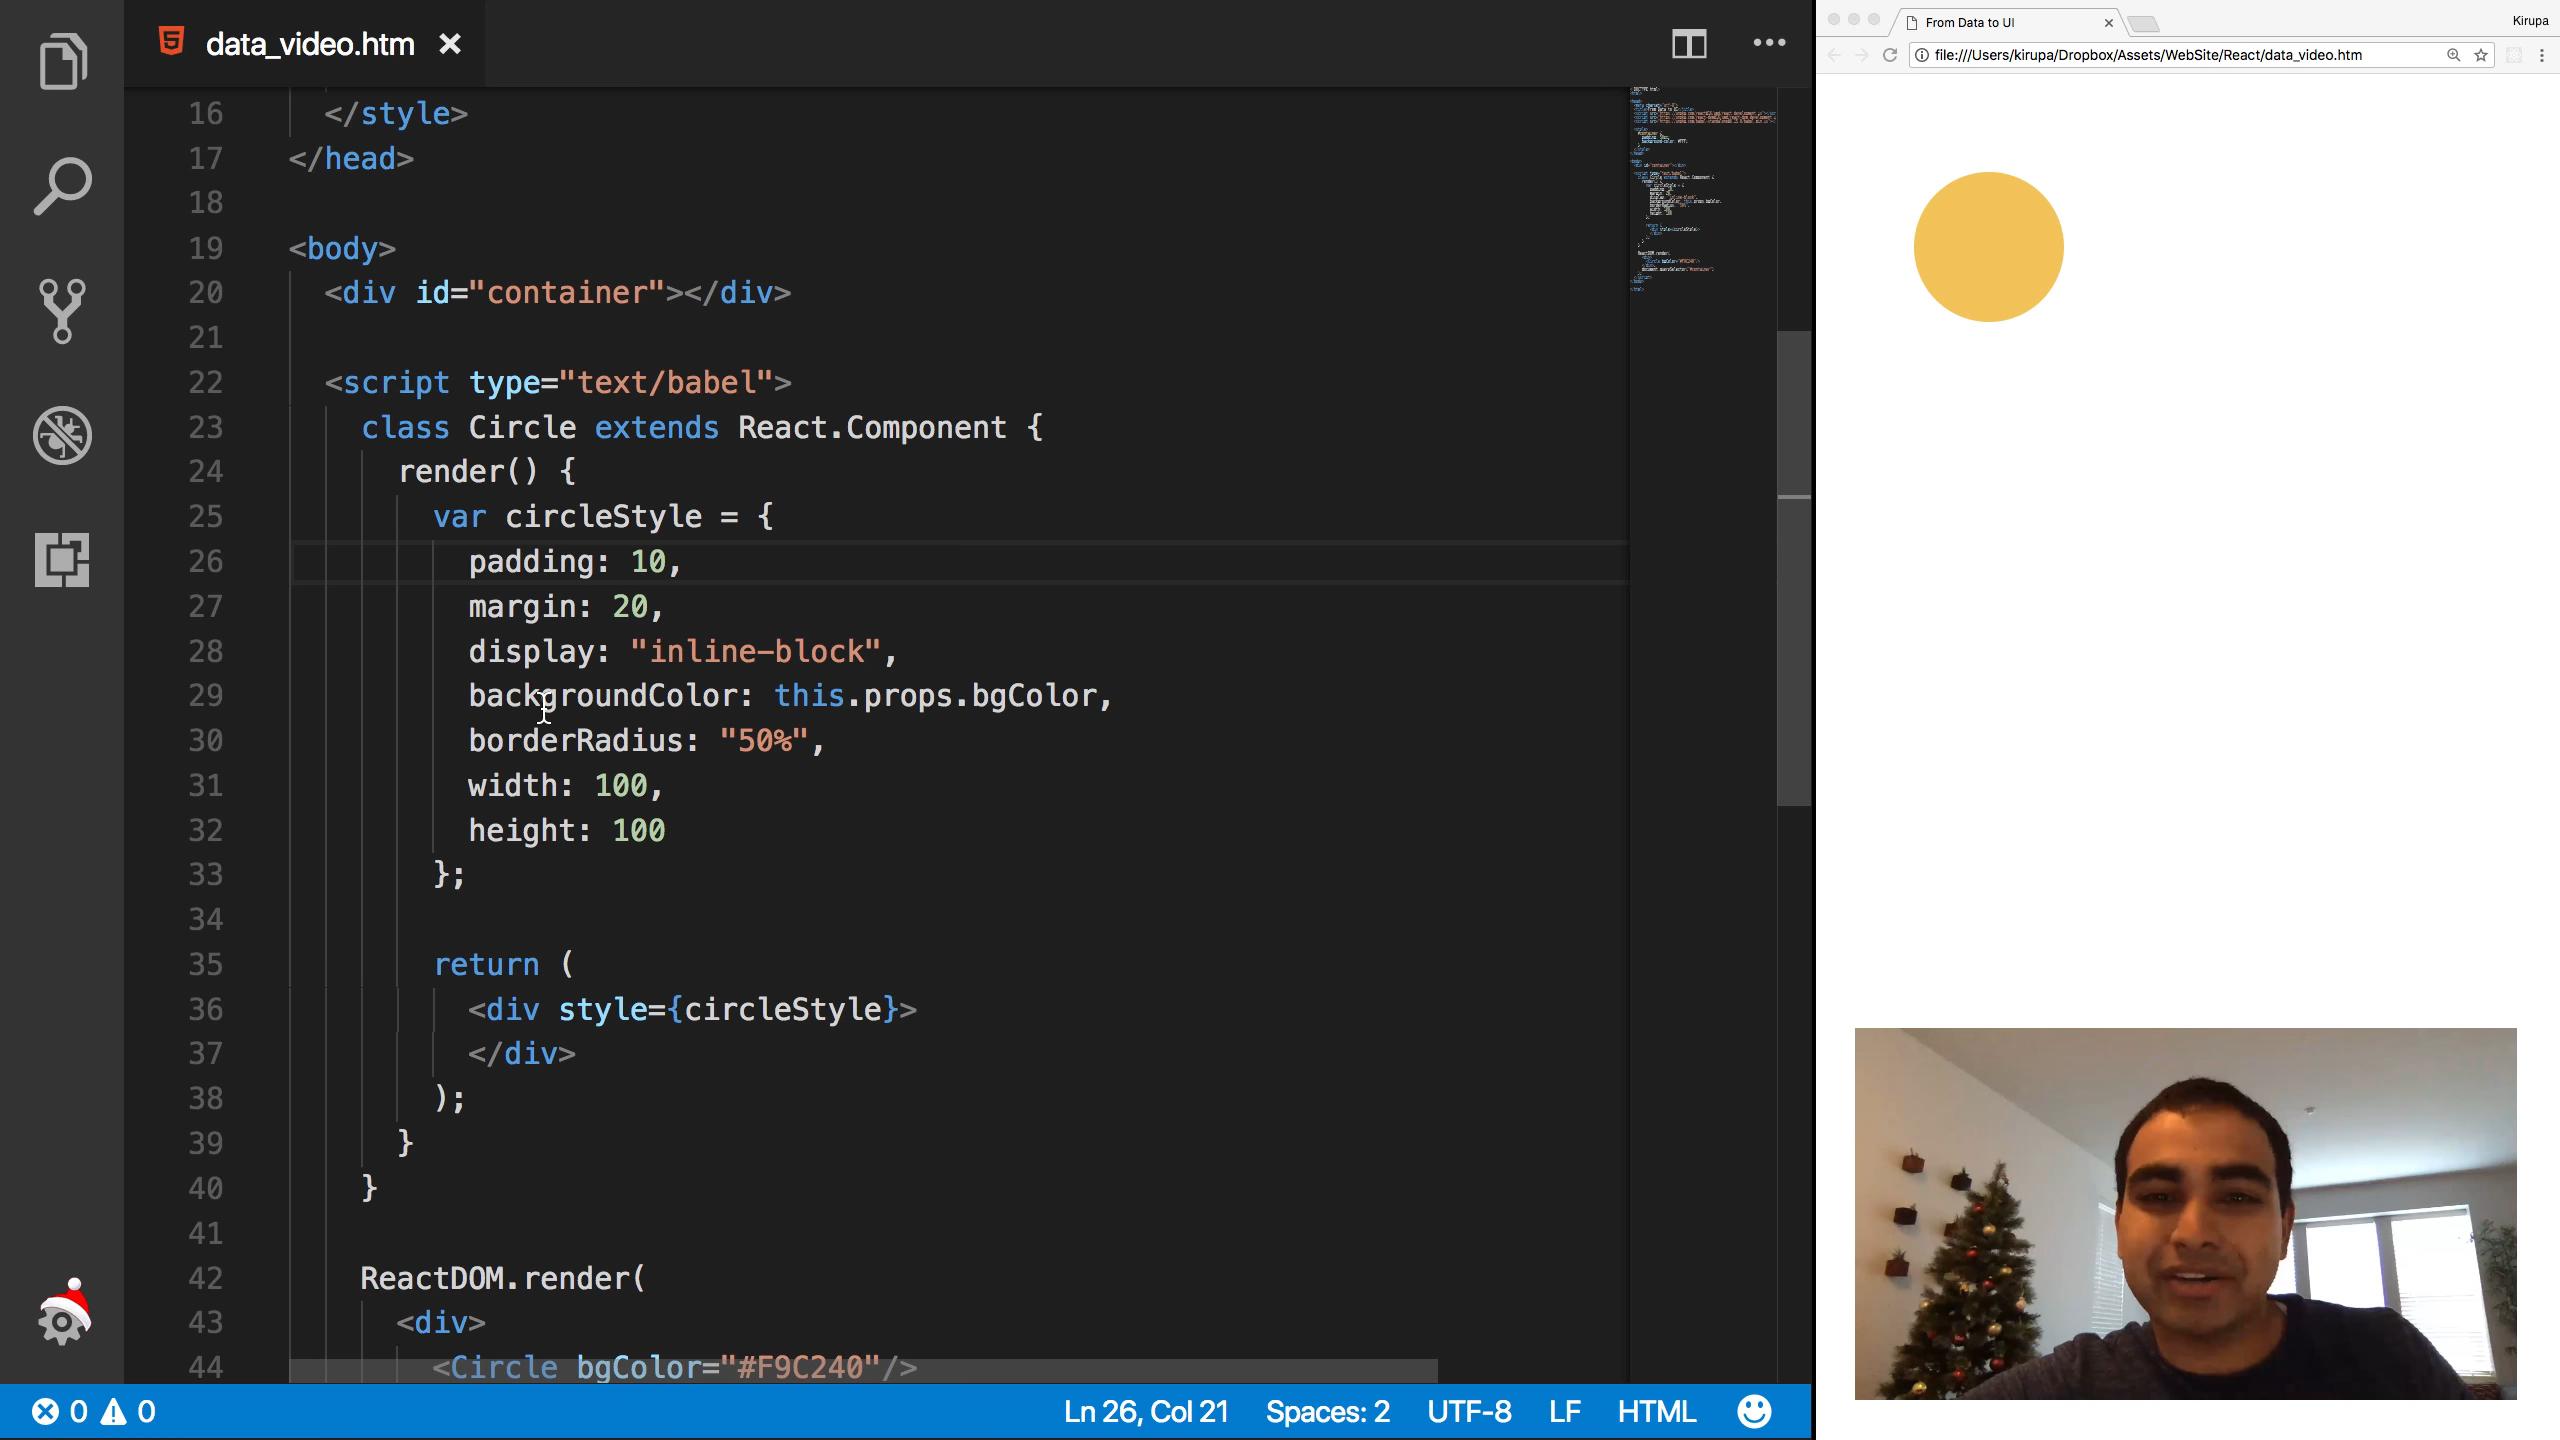 data_video.htm
16 </style>
17 </head>
18
19 <body>
20 <div id="container"></div>
21
22 <script type="text/babel">
23 class Circle extends React.Component {
24 render() {
25 var circleStyle = {
26 padding: 10,
27 margin: 20,
28 display: "inline-block",
29 backgroundColor: this.props.bgColor,
30 borderRadius: "50%",
31 width: 100,
32 height: 100
33 };
34
35 return (
36 <div style={circleStyle}>
37 </div>
38 );
39 }
40 }
41
42 ReactDOM.render(
43 <div>
44 <Circle bgColor="#F9C240"/>
0 0 Ln 26, Col 21 Spaces: 2 UTF-8 LF HTML
From Data to UI
Kirupa
file:///Users/kirupa/Dropbox/Assets/WebSite/React/data_video.htm